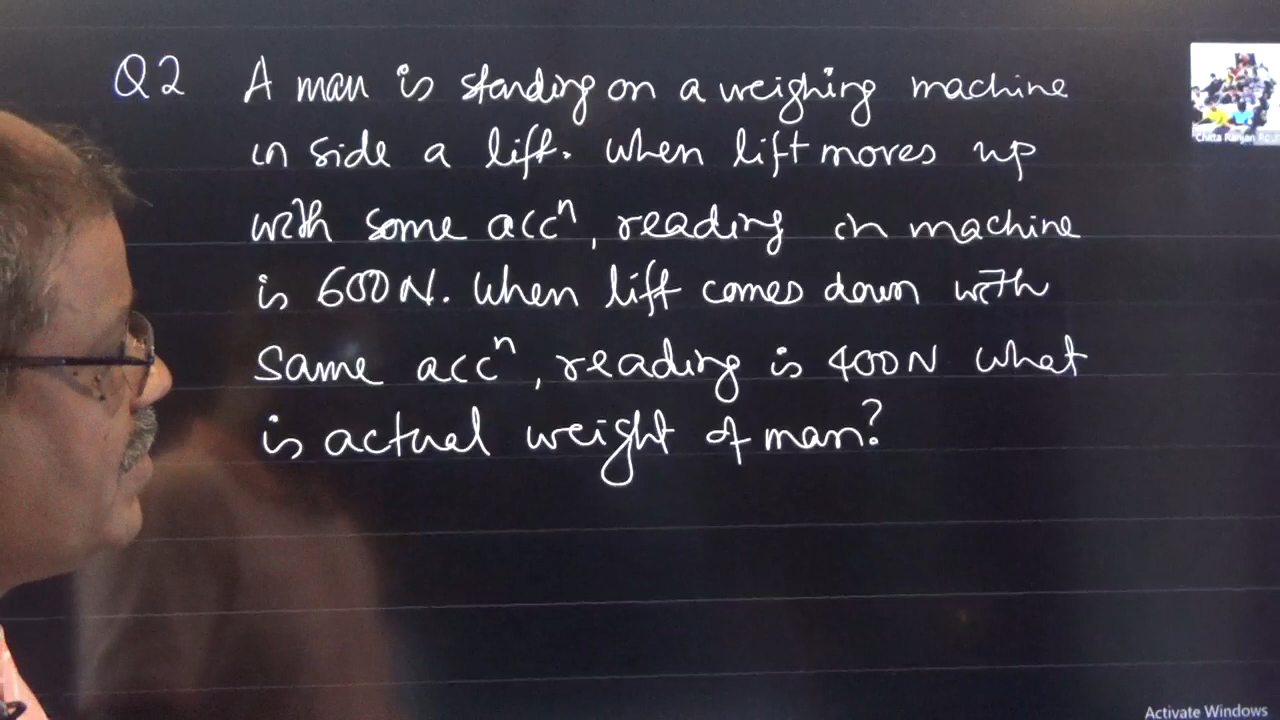 Q2 A man is standing on a weighing machine
in side a lift. When lift moves up
with some accⁿ, reading in machine
is 600N. When lift comes down with
same accⁿ, reading is 400N what
is actual weight of man?
Chitta Ranjan
Activate Windows